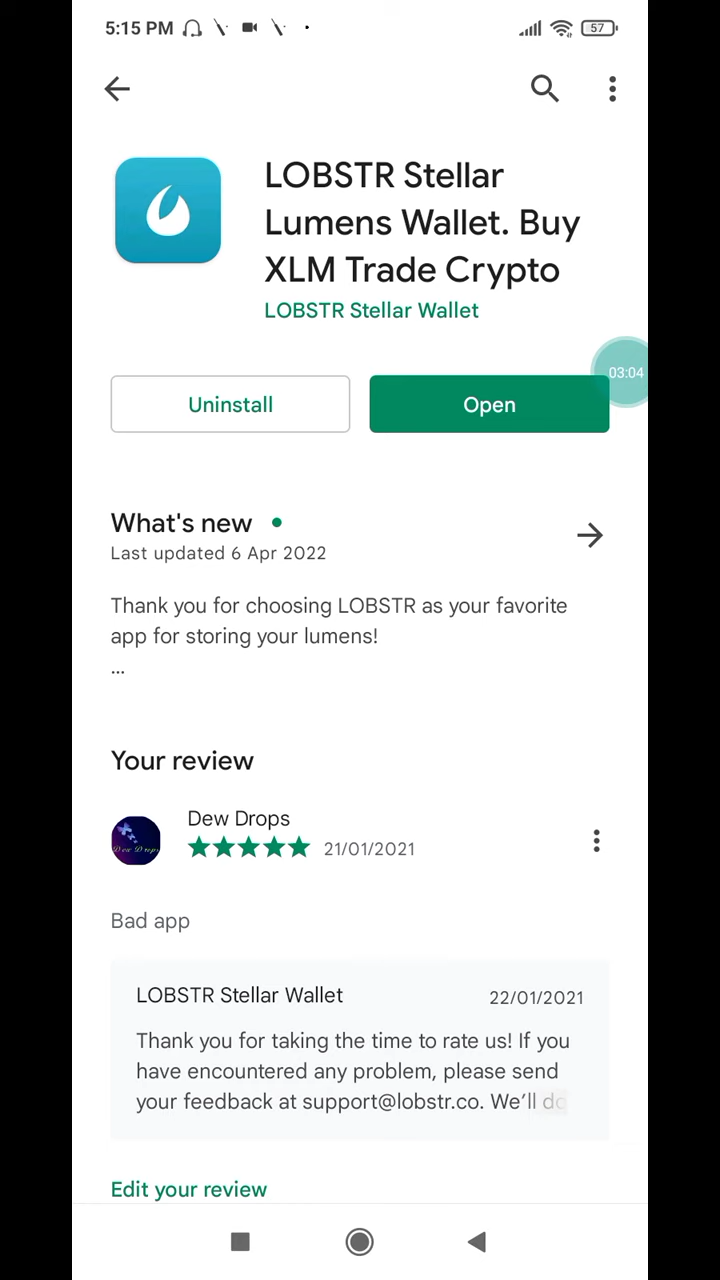 5:15 PM
57
LOBSTR Stellar
Lumens Wallet. Buy
XLM Trade Crypto
LOBSTR Stellar Wallet
03:04
Uninstall
Open
What's new
Last updated 6 Apr 2022
Thank you for choosing LOBSTR as your favorite
app for storing your lumens!
...
Your review
Dew Drops
Dew Drops
21/01/2021
Bad app
LOBSTR Stellar Wallet
22/01/2021
Thank you for taking the time to rate us! If you
have encountered any problem, please send
your feedback at support@lobstr.co. We’ll do
Edit your review